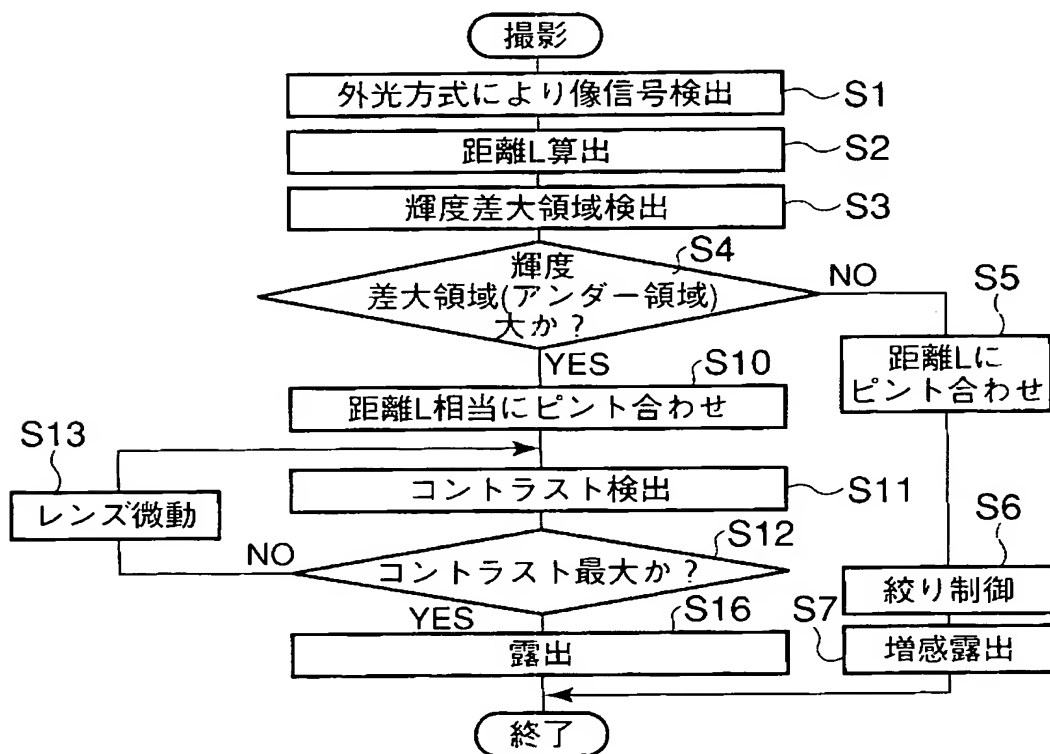 撮影
外光方式により像信号検出
S1
距離L算出
S2
輝度差大領域検出
S3
S4
輝度
差大領域(アンダー領域)
大か?
NO
YES
S5
距離Lに
ピント合わせ
S10
距離L相当にピント合わせ
S13
レンズ微動
コントラスト検出
S11
S12
コントラスト最大か?
NO
YES
S6
絞り制御
S7
増感露出
S16
露出
終了